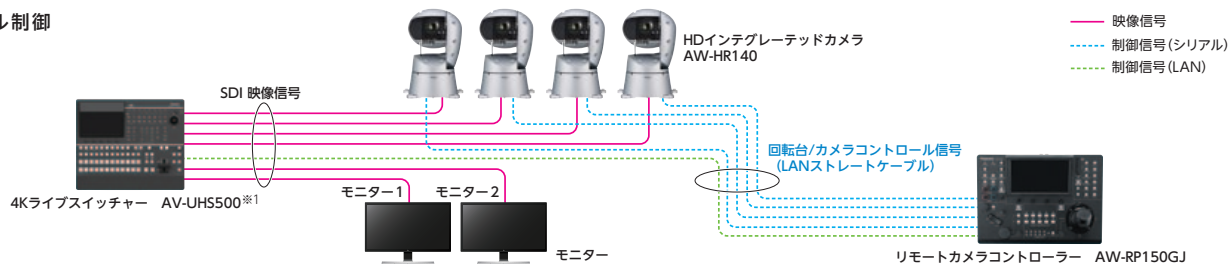 ル制御
映像信号
制御信号(シリアル)
制御信号(LAN)
HDインテグレーテッドカメラ
AW-HR140
SDI 映像信号
回転台/カメラコントロール信号
(LANストレートケーブル)
4Kライブスイッチャー AV-UHS500※1
モニター1
モニター2
モニター
リモートカメラコントローラー AW-RP150GJ